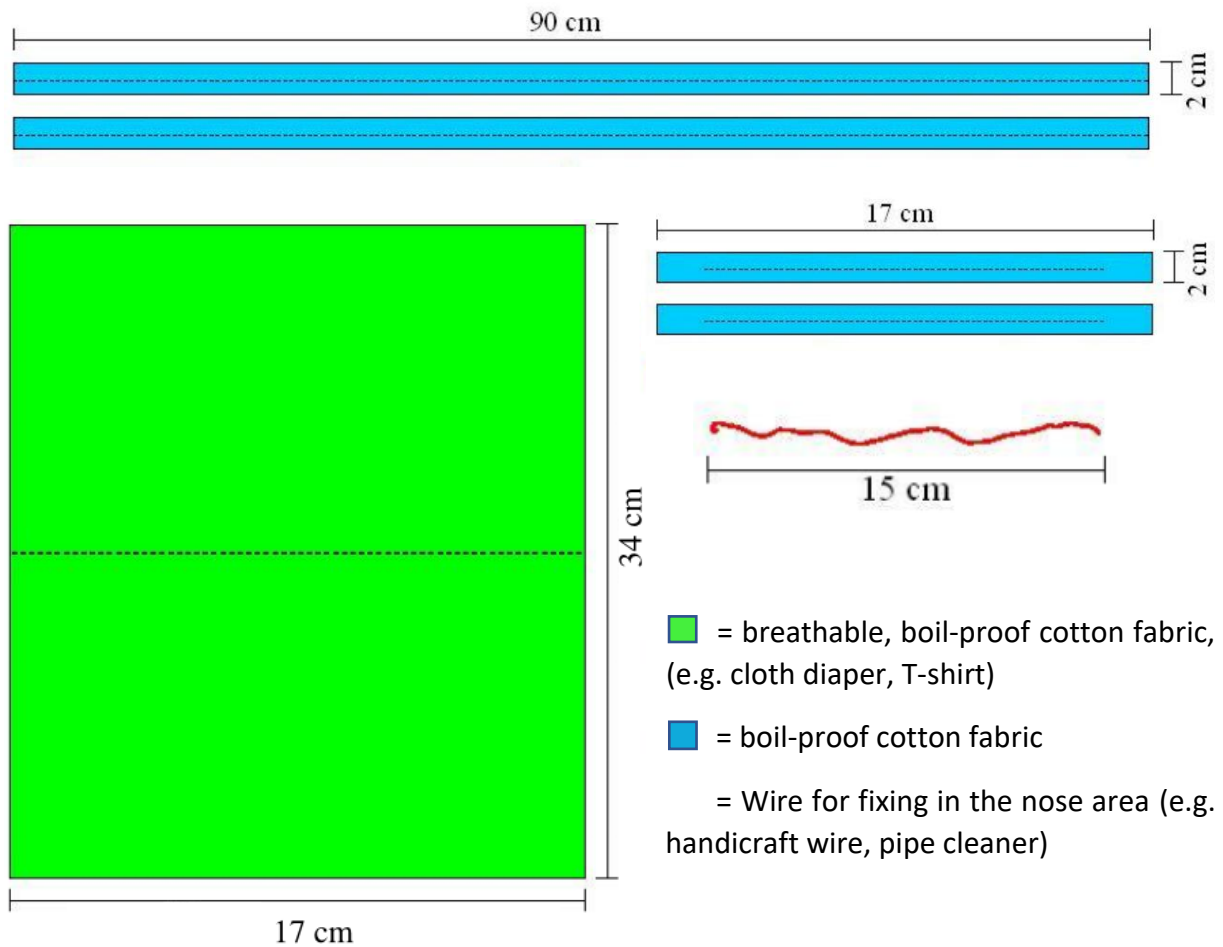 90 cm
2 cm
17 cm
2 cm
15 cm
34 cm
= breathable, boil-proof cotton fabric,
(e.g. cloth diaper, T-shirt)
= boil-proof cotton fabric
= Wire for fixing in the nose area (e.g.
handicraft wire, pipe cleaner)
17 cm